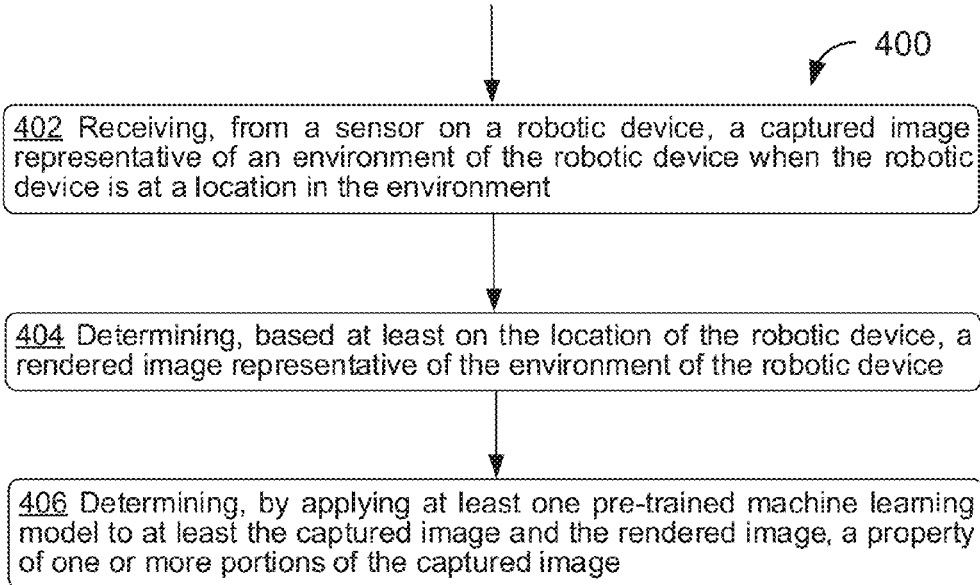 400
402 Receiving, from a sensor on a robotic device, a captured image
representative of an environment of the robotic device when the robotic
device is at a location in the environment
404 Determining, based at least on the location of the robotic device, a
rendered image representative of the environment of the robotic device
406 Determining, by applying at least one pre-trained machine learning
model to at least the captured image and the rendered image, a property
of one or more portions of the captured image